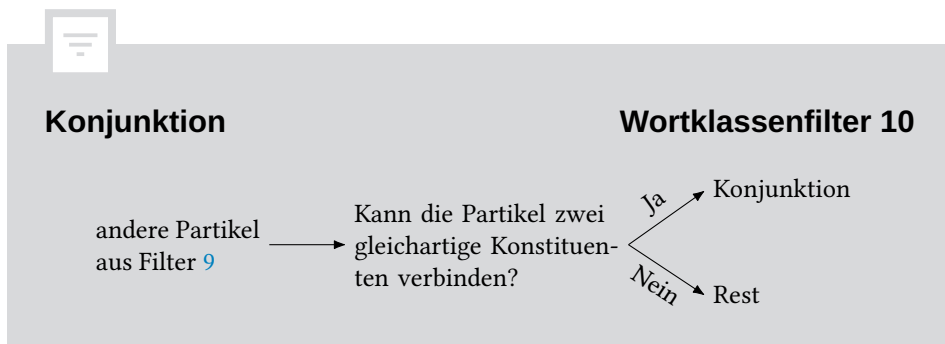 Konjunktion
Wortklassenfilter 10
andere Partikel
aus Filter 9
Kann die Partikel zwei
gleichartige Konstituen-
ten verbinden?
Ja
Konjunktion
Nein
Rest